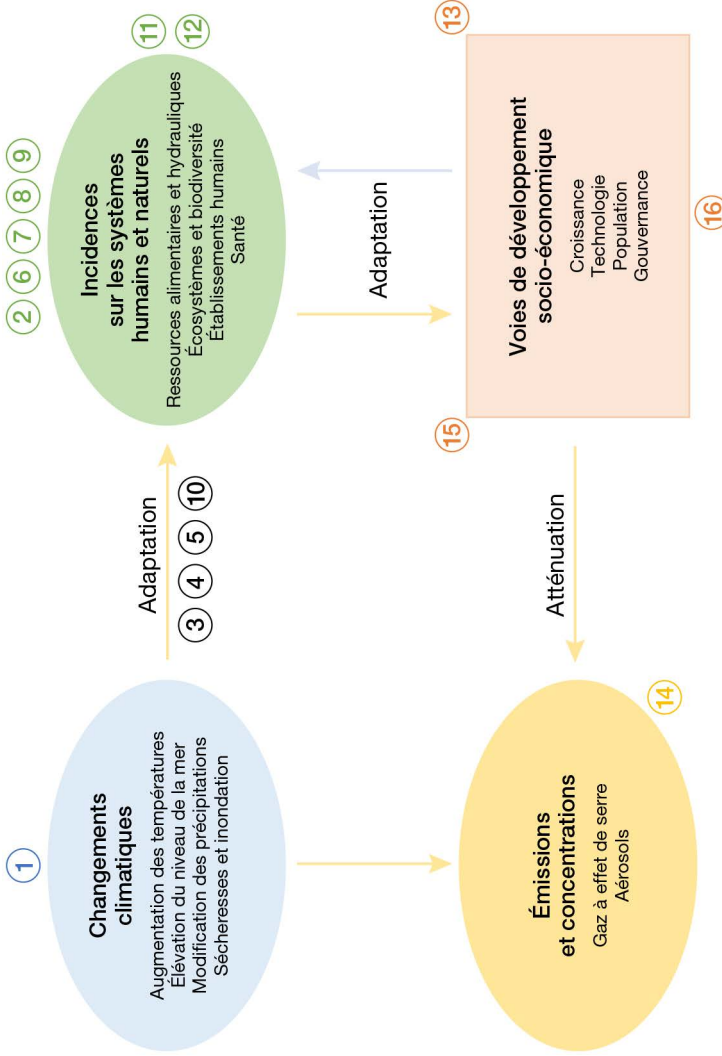 1
Changements
climatiques
Augmentation des températures
Élévation du niveau de la mer
Modification des précipitations
Sécheresses et inondation
Adaptation
3 4 5 10
2 6 7 8 9
Incidences
sur les systèmes
humains et naturels
Ressources alimentaires et hydrauliques
Écosystèmes et biodiversité
Établissements humains
Santé
11
12
Émissions
et concentrations
Gaz à effet de serre
Aérosols
14
Atténuation
Adaptation
15
13
Voies de développement
socio-économique
Croissance
Technologie
Population
Gouvernance
16